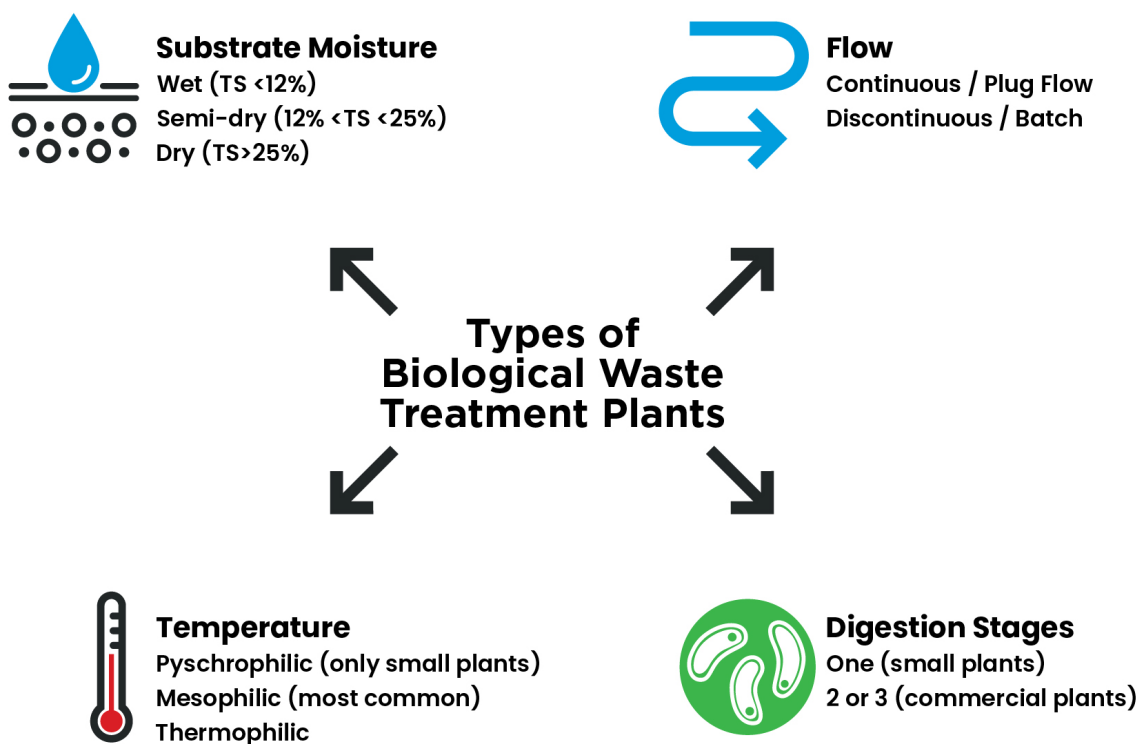 Substrate Moisture
Wet (TS <12%)
Semi-dry (12% <TS <25%)
Dry (TS>25%)
Flow
Continuous / Plug Flow
Discontinuous / Batch
Types of
Biological Waste
Treatment Plants
Temperature
Pyschrophilic (only small plants)
Mesophilic (most common)
Thermophilic
Digestion Stages
One (small plants)
2 or 3 (commercial plants)